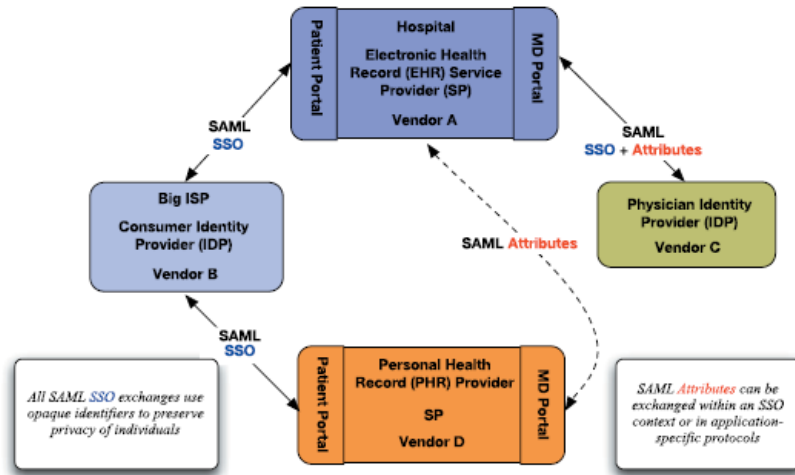 Patient Portal
Hospital
Electronic Health
Record (EHR) Service
Provider (SP)
Vendor A
MD Portal
SAML
SSO
SAML
SSO + Attributes
Big ISP
Consumer Identity
Provider (IDP)
Vendor B
Physician Identity
Provider (IDP)
Vendor C
SAML Attributes
SAML
SSO
Patient Portal
Personal Health
Record (PHR) Provider
SP
Vendor D
MD Portal
All SAML SSO exchanges use
opaque identifiers to preserve
privacy of individuals
SAML Attributes can be
exchanged within an SSO
context or in application-
specific protocols